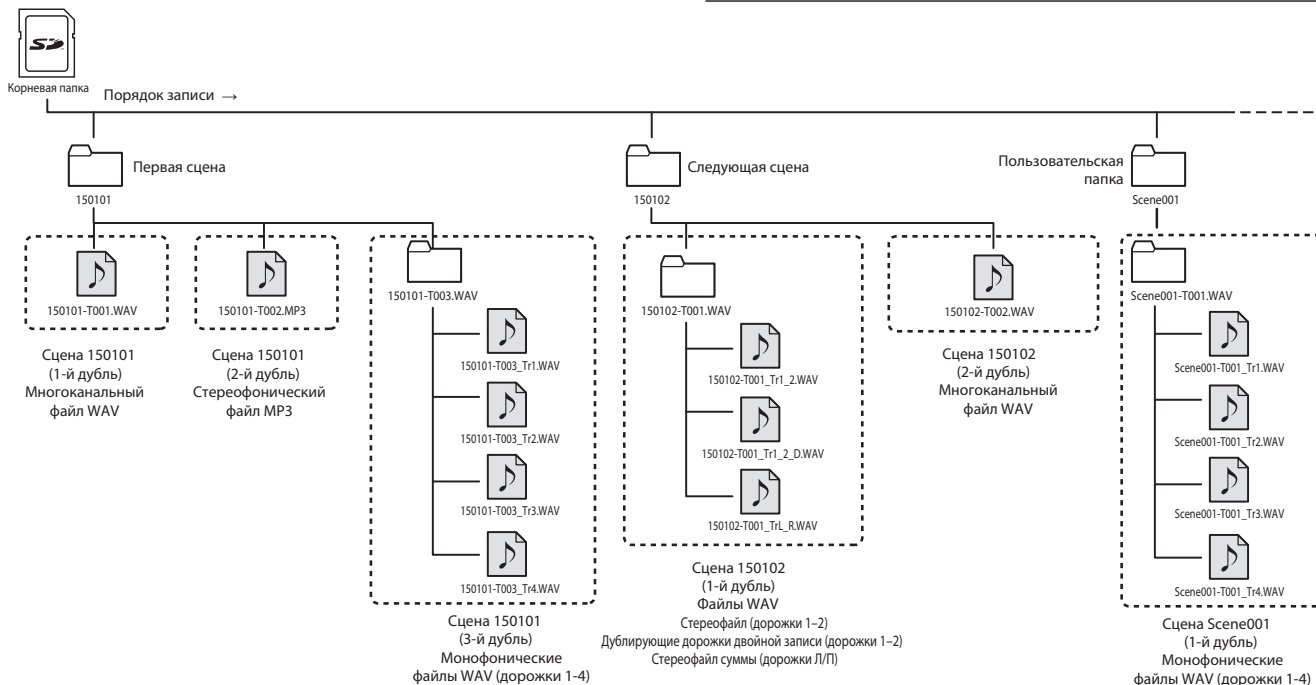 SD
Корневая папка
Порядок записи →
Первая сцена
150101
Следующая сцена
150102
Пользовательская
папка
Scene001
150101-T001.WAV
Сцена 150101
(1-й дубль)
Многоканальный
файл WAV
150101-T002.MP3
Сцена 150101
(2-й дубль)
Стереофонический
файл MP3
150101-T003.WAV
150101-T003_Tr1.WAV
150101-T003_Tr2.WAV
150101-T003_Tr3.WAV
150101-T003_Tr4.WAV
Сцена 150101
(3-й дубль)
Монофонические
файлы WAV (дорожки 1-4)
150102-T001.WAV
150102-T001_Tr1_2.WAV
150102-T001_Tr1_2_D.WAV
150102-T001_TrL_R.WAV
Сцена 150102
(1-й дубль)
Файлы WAV
Стереофайл (дорожки 1–2)
Дублирующие дорожки двойной записи (дорожки 1–2)
Стереофайл суммы (дорожки Л/П)
150102-T002.WAV
Сцена 150102
(2-й дубль)
Многоканальный
файл WAV
Scene001-T001.WAV
Scene001-T001_Tr1.WAV
Scene001-T001_Tr2.WAV
Scene001-T001_Tr3.WAV
Scene001-T001_Tr4.WAV
Сцена Scene001
(1-й дубль)
Монофонические
файлы WAV (дорожки 1-4)